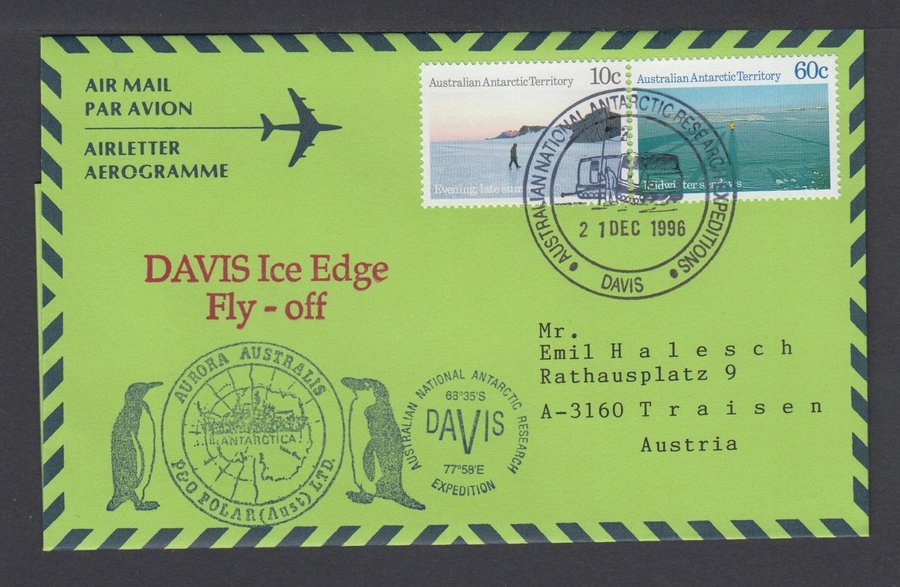 AIR MAIL
PAR AVION
AIRLETTER
AEROGRAMME
Australian Antarctic Territory 10c
Evening, late
Australian Antarctic Territory 60c
AUSTRALIAN NATIONAL ANTARCTIC RESEARCH EXPEDITIONS
21 DEC 1996
DAVIS
DAVIS Ice Edge
Fly - off
Mr.
Emil Halesch
Rathausplatz 9
A-3160 Traisen
Austria
AURORA AUSTRALIS
ANTARCTICA
P&O POLAR (Aust) LTD.
AUSTRALIAN NATIONAL ANTARCTIC RESEARCH
68°35'S
DAVIS
77°58'E
EXPEDITION